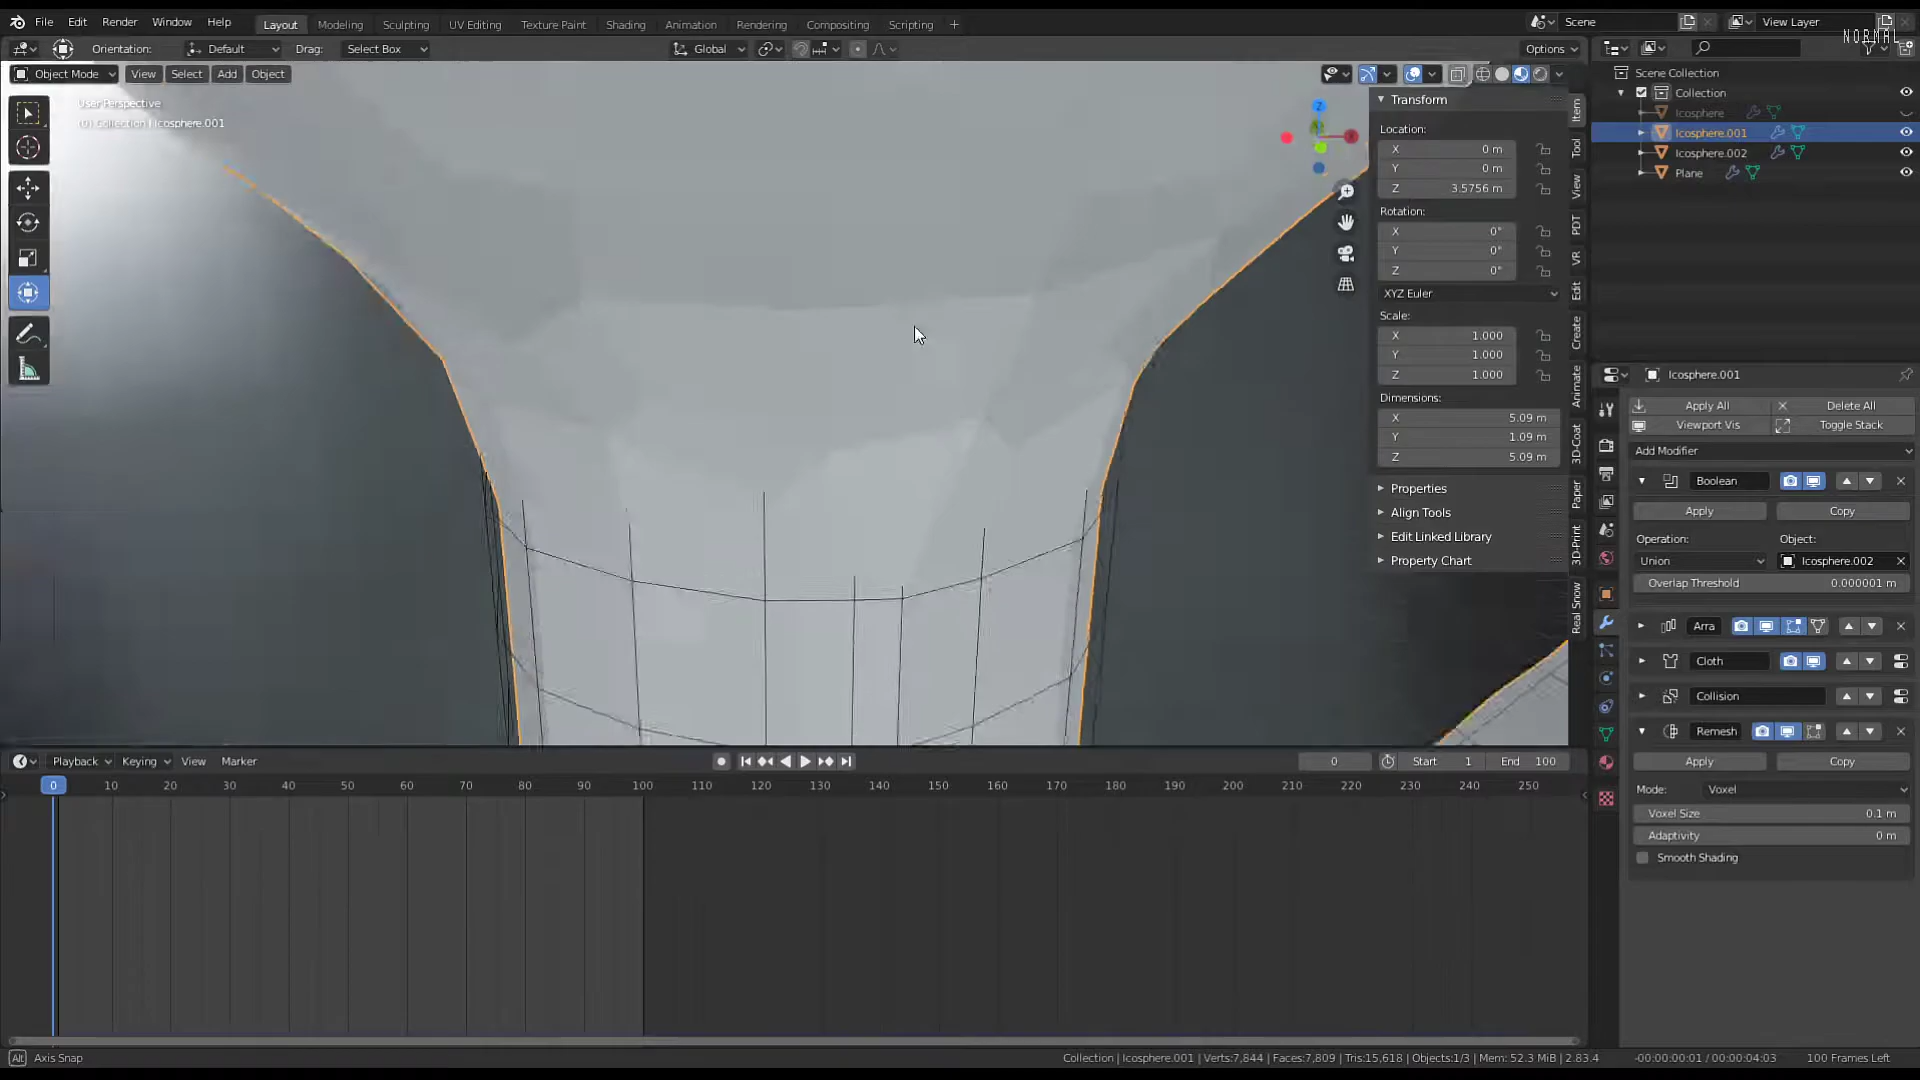 File Edit Render Window Help Layout Modeling Sculpting UV Editing Texture Paint Shading Animation Rendering Compositing Scripting + Scene View Layer
NORMAL
Orientation: Default Drag: Select Box Global Options
Object Mode View Select Add Object
User Perspective
(0) Collection | Icosphere.001
Scene Collection
Collection
Icosphere
Icosphere.001
Icosphere.002
Plane
Transform
Location:
X 0 m
Y 0 m
Z 3.5756 m
Rotation:
X 0°
Y 0°
Z 0°
XYZ Euler
Scale:
X 1.000
Y 1.000
Z 1.000
Dimensions:
X 5.09 m
Y 1.09 m
Z 5.09 m
Properties
Align Tools
Edit Linked Library
Property Chart
Item
Tool
View
PDT
VR
Edit
Create
Animate
3D-Coat
Paper
3D-Print
Real Snow
Z
Icosphere.001
Apply All Delete All
Viewport Vis Toggle Stack
Add Modifier
Boolean
Apply Copy
Operation: Object:
Union Icosphere.002
Overlap Threshold 0.000001 m
Arra
Cloth
Collision
Remesh
Apply Copy
Mode: Voxel
Voxel Size 0.1 m
Adaptivity 0 m
Smooth Shading
Playback Keying View Marker 0 Start 1 End 100
0 10 20 30 40 50 60 70 80 90 100 110 120 130 140 150 160 170 180 190 200 210 220 230 240 250
Alt Axis Snap Collection | Icosphere.001 | Verts:7,844 | Faces:7,809 | Tris:15,618 | Objects:1/3 | Mem: 52.3 MiB | 2.83.4 -00:00:00:01 / 00:00:04:03 100 Frames Left